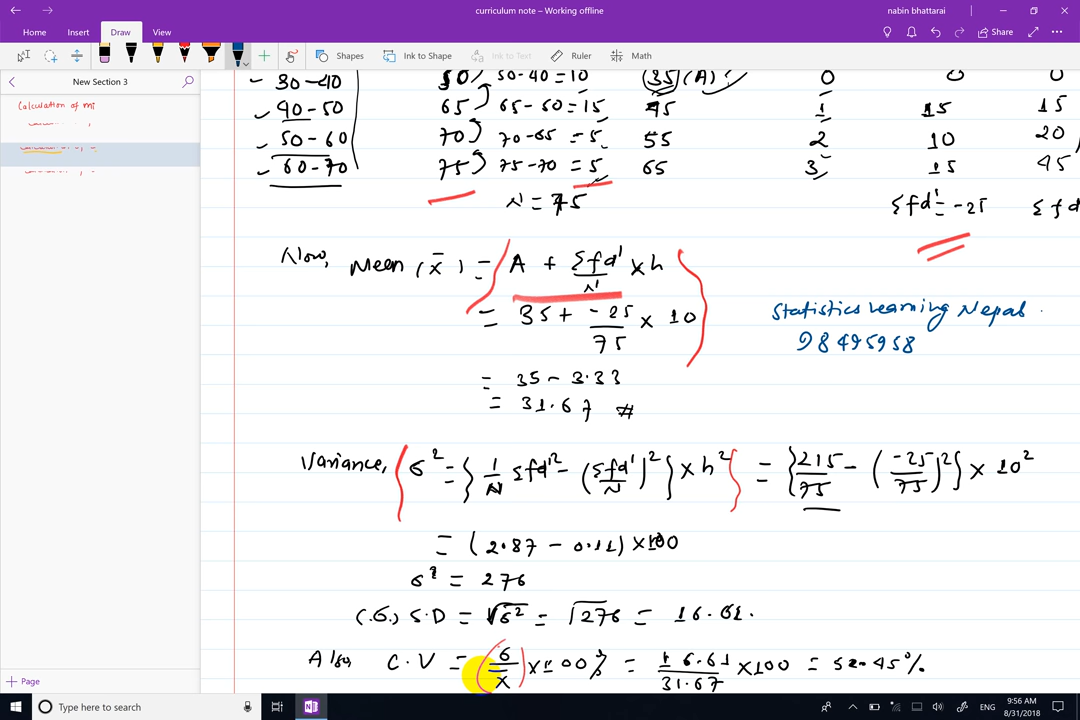 curriculum note – Working offline
nabin bhattarai
Home Insert Draw View
Share
Shapes Ink to Shape Ink to Text Ruler Math
New Section 3
Calculation of mi
30-40 50 50-40=10 35 (A) 0 0 0
40-50 65 65-50=15 45 1 15 15
50-60 70 70-65=5 55 2 10 20
60-70 75 75-70=5 65 3 15 45
N = 75 Σfd' = -25 Σfd
Now, Mean (x̄) = A + Σfd'/N × h
= 35 + -25/75 × 10
Statistics Learning Nepal.
98495958
= 35 - 3.33
= 31.67 #
Variance, σ² = {1/N Σfd'² - (Σfd'/N)²} × h² = {215/75 - (-25/75)²} × 10²
= (2.87 - 0.11) × 100
σ² = 276
S.D = √σ² = √276 = 16.61.
Also, C.V = σ/x̄ × 100% = 16.61/31.67 × 100 = 52.45%
Page
Type here to search
ENG
9:56 AM
8/31/2018